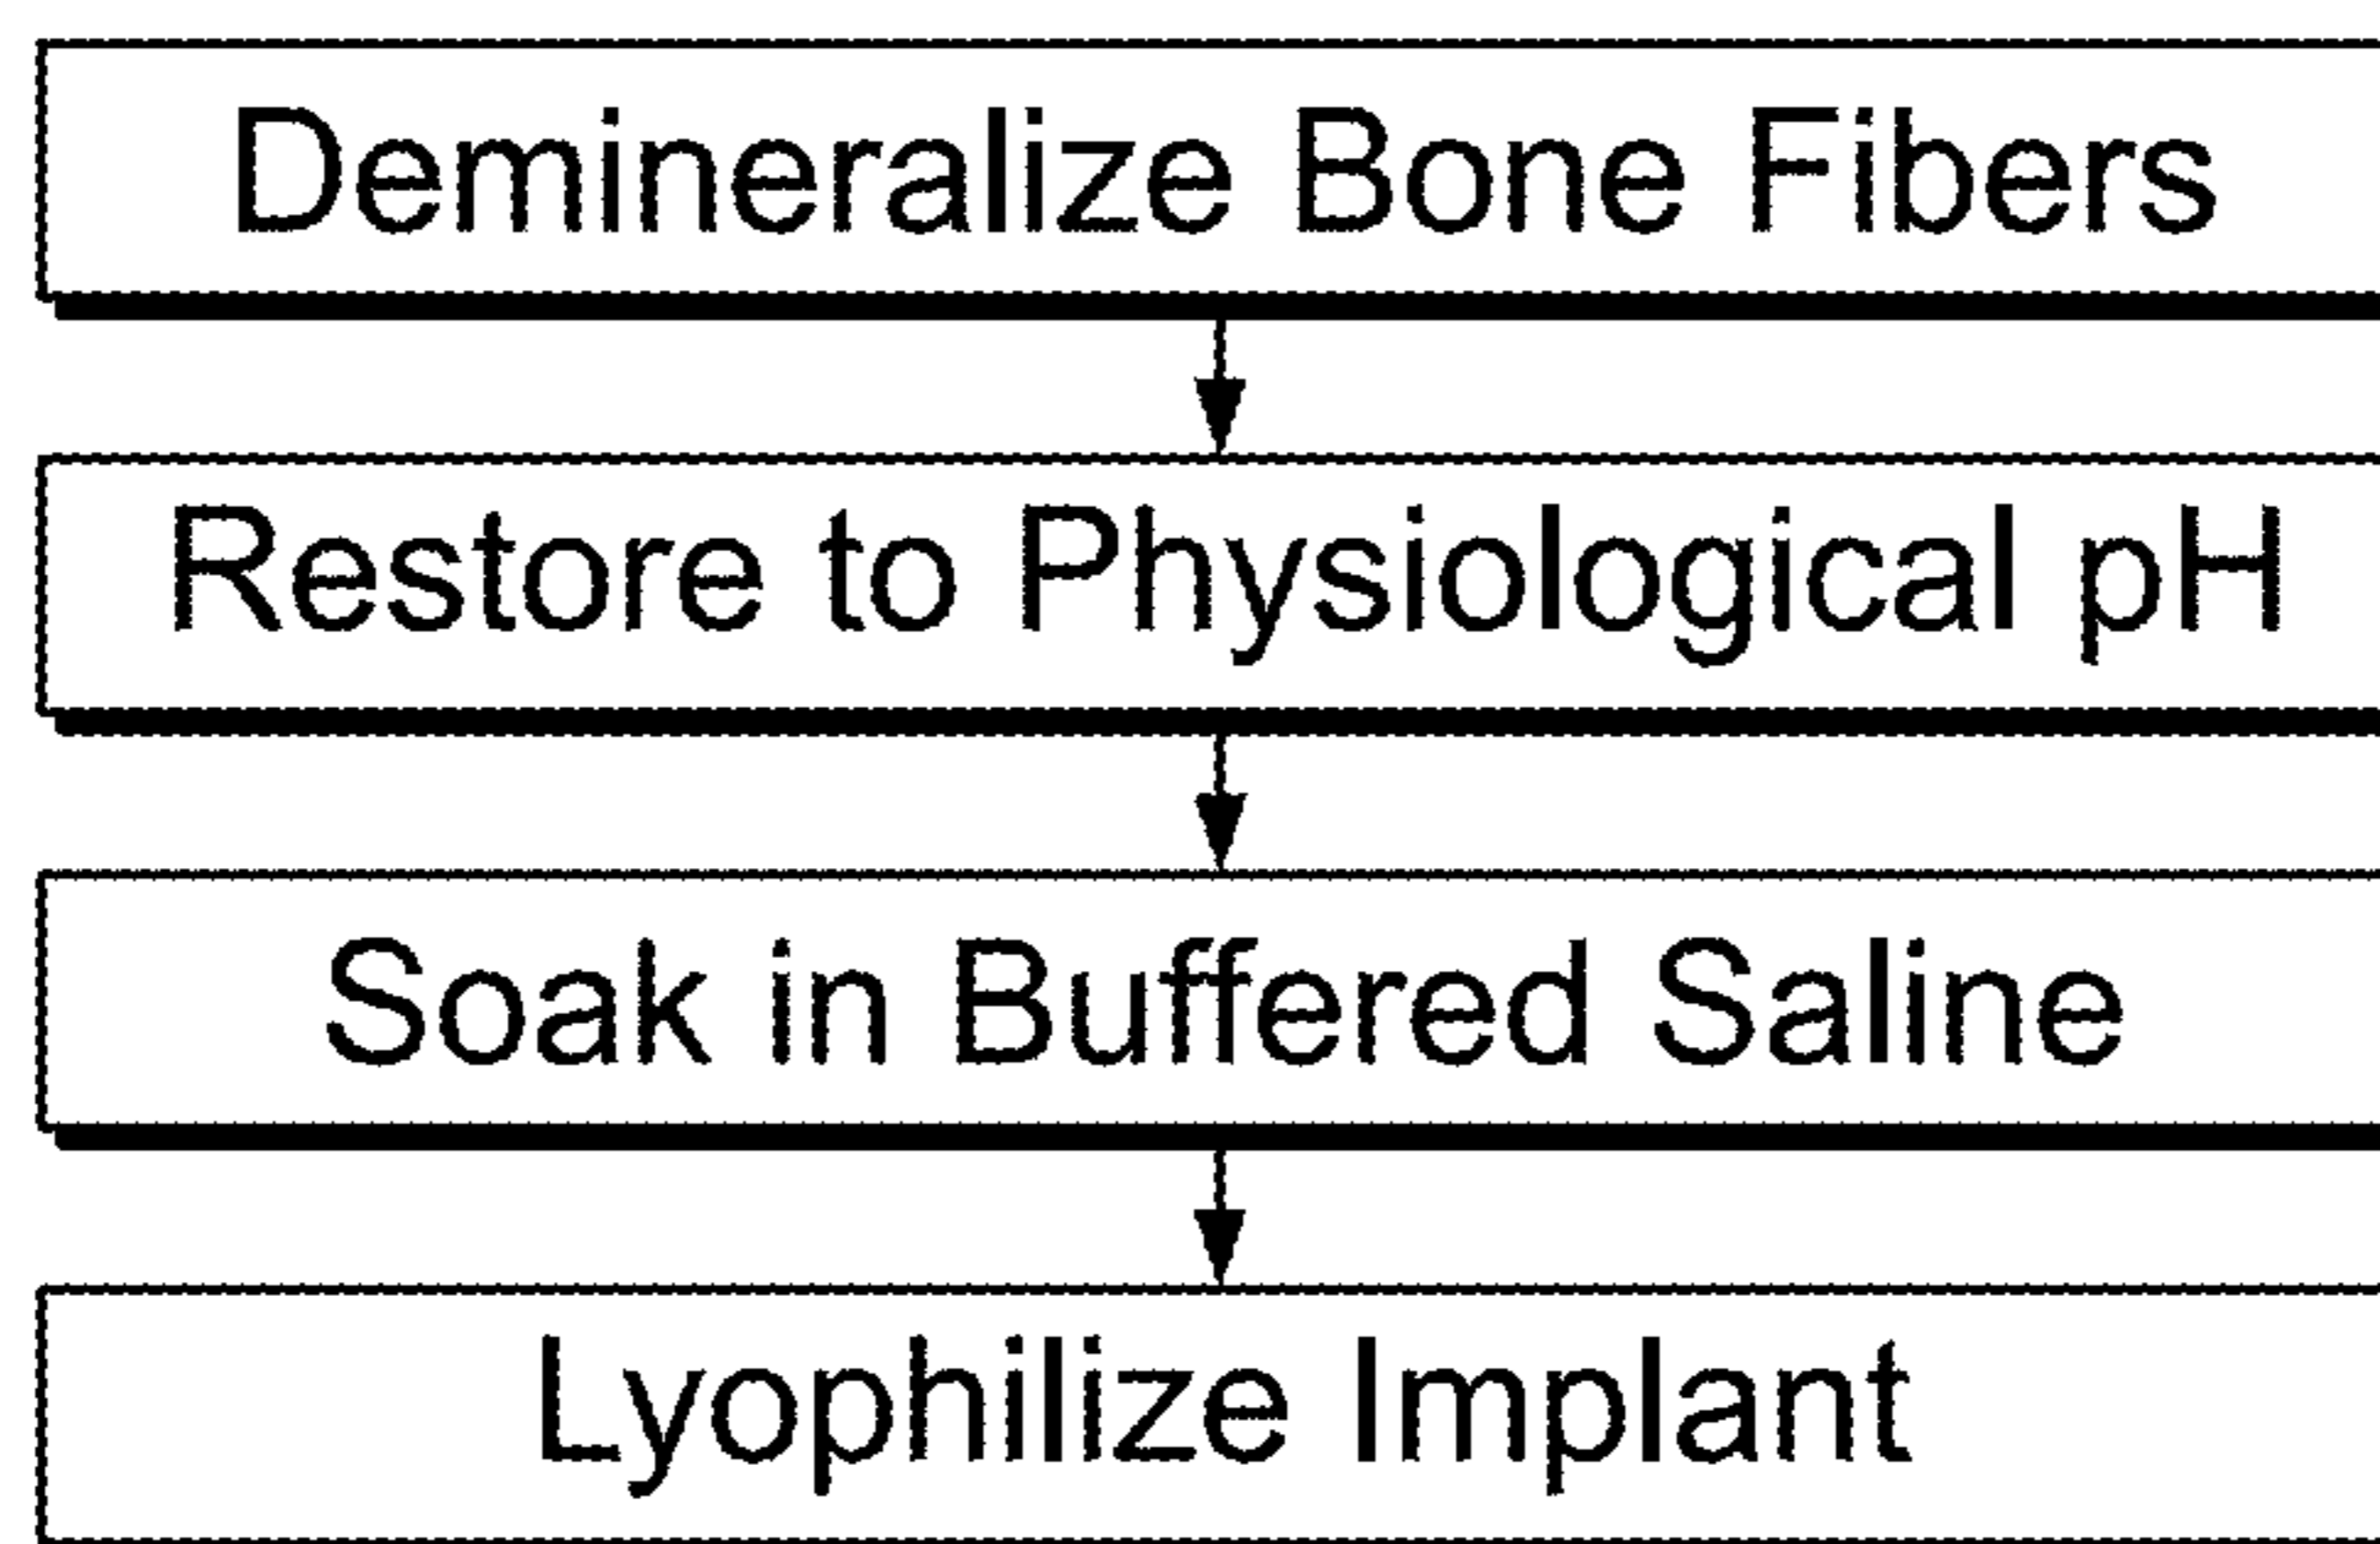 Demineralize Bone Fibers
Restore to Physiological pH
Soak in Buffered Saline
Lyophilize Implant